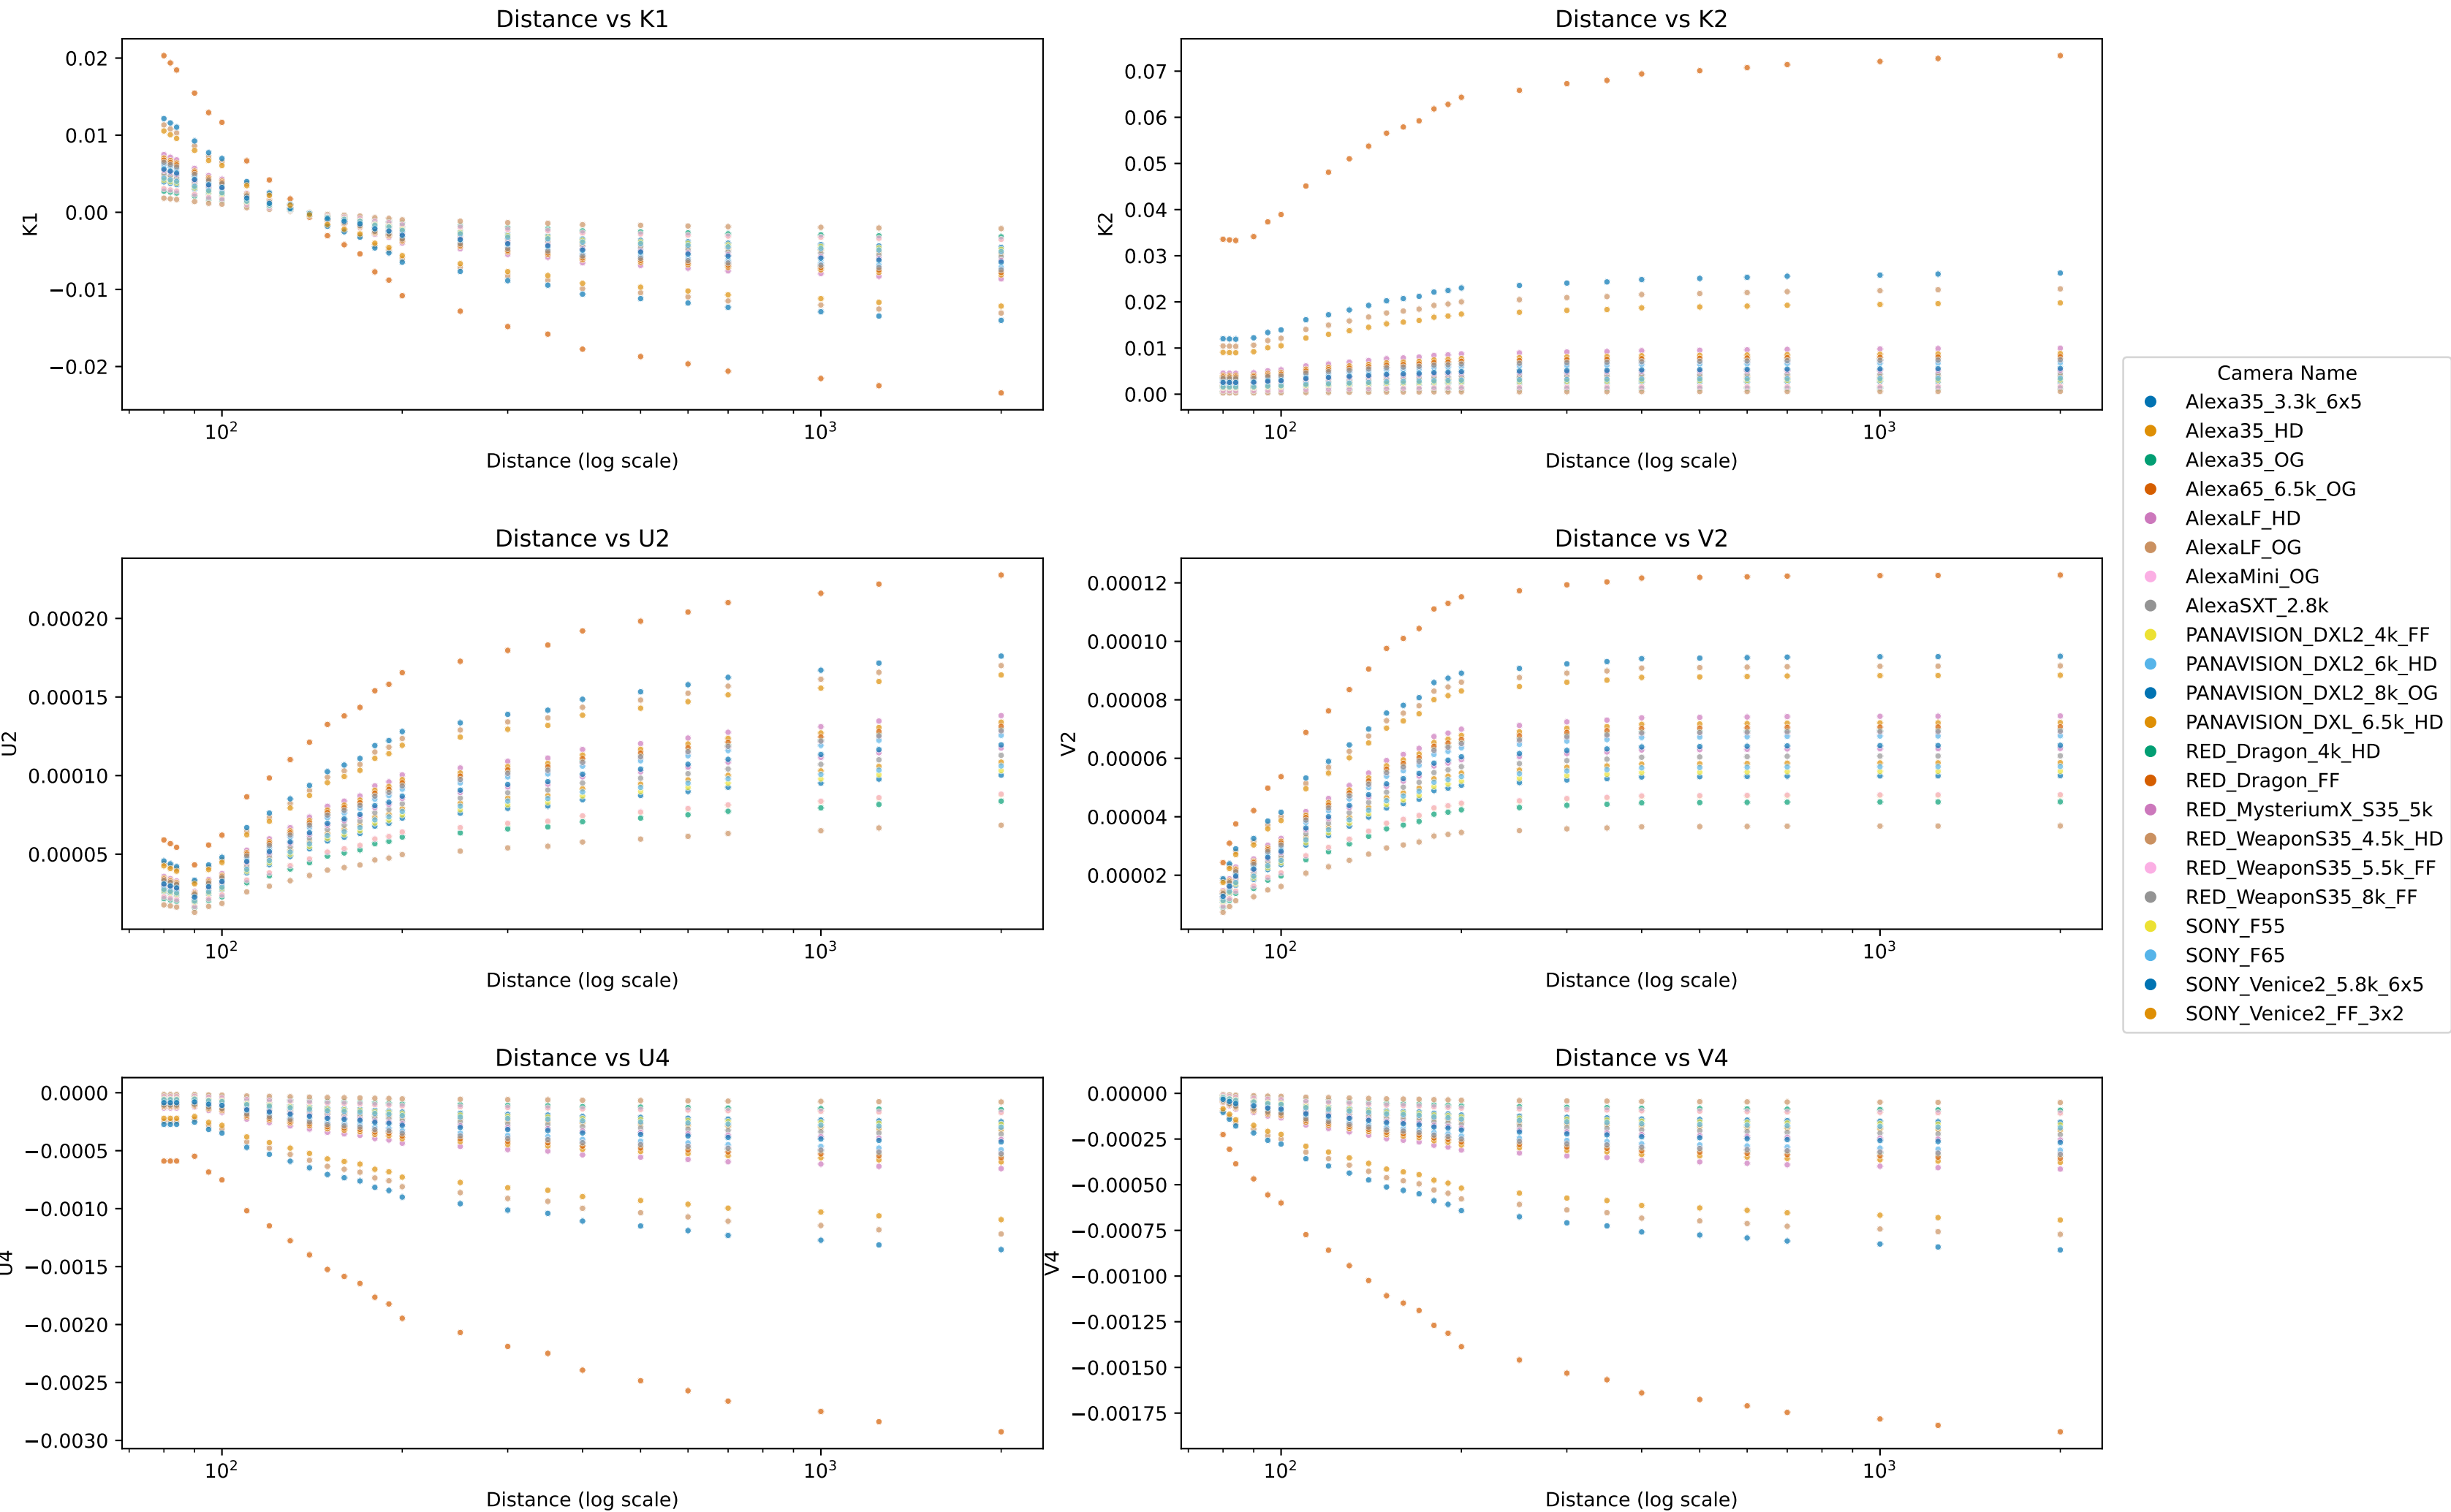 Distance vs K1
0.02
0.01
0.00
−0.01
−0.02
K1
10²
10³
Distance (log scale)
Distance vs K2
0.07
0.06
0.05
0.04
0.03
0.02
0.01
0.00
K2
10²
10³
Distance (log scale)
Distance vs U2
0.00020
0.00015
0.00010
0.00005
U2
10²
10³
Distance (log scale)
Distance vs V2
0.00012
0.00010
0.00008
0.00006
0.00004
0.00002
V2
10²
10³
Distance (log scale)
Distance vs U4
0.0000
−0.0005
−0.0010
−0.0015
−0.0020
−0.0025
−0.0030
U4
10²
10³
Distance (log scale)
Distance vs V4
0.00000
−0.00025
−0.00050
−0.00075
−0.00100
−0.00125
−0.00150
−0.00175
V4
10²
10³
Distance (log scale)
Camera Name
Alexa35_3.3k_6x5
Alexa35_HD
Alexa35_OG
Alexa65_6.5k_OG
AlexaLF_HD
AlexaLF_OG
AlexaMini_OG
AlexaSXT_2.8k
PANAVISION_DXL2_4k_FF
PANAVISION_DXL2_6k_HD
PANAVISION_DXL2_8k_OG
PANAVISION_DXL_6.5k_HD
RED_Dragon_4k_HD
RED_Dragon_FF
RED_MysteriumX_S35_5k
RED_WeaponS35_4.5k_HD
RED_WeaponS35_5.5k_FF
RED_WeaponS35_8k_FF
SONY_F55
SONY_F65
SONY_Venice2_5.8k_6x5
SONY_Venice2_FF_3x2